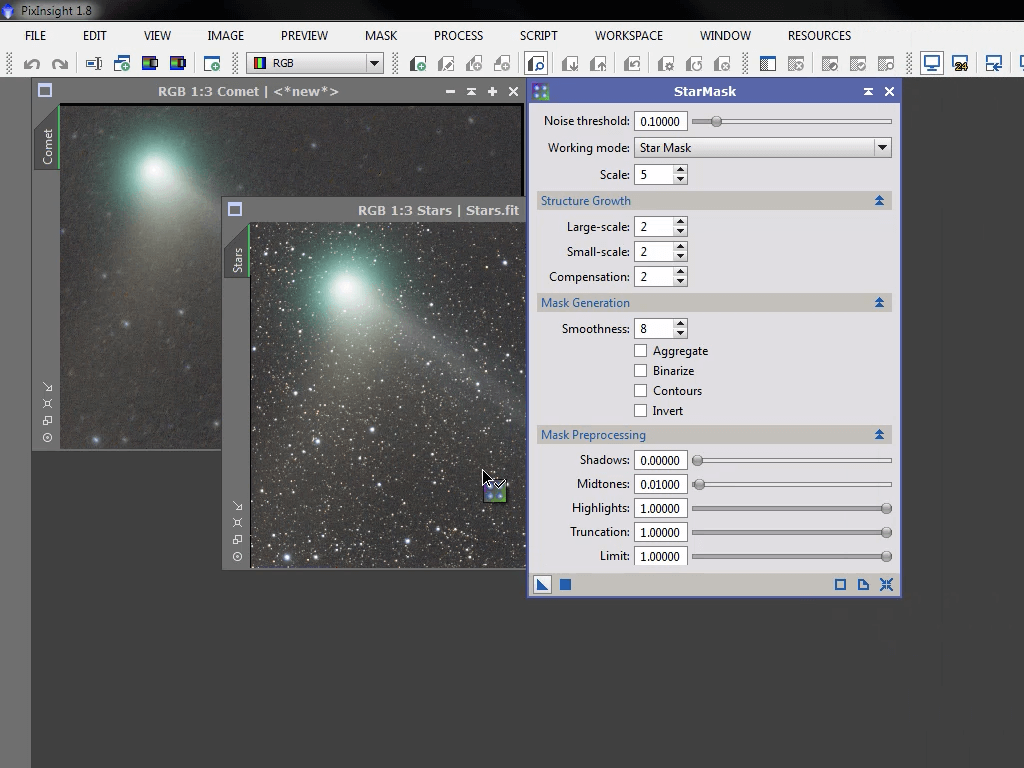 PixInsight 1.8
FILE EDIT VIEW IMAGE PREVIEW MASK PROCESS SCRIPT WORKSPACE WINDOW RESOURCES
RGB
24
RGB 1:3 Comet | <*new*>
Comet
RGB 1:3 Stars | Stars.fit
Stars
StarMask
Noise threshold: 0.10000
Working mode: Star Mask
Scale: 5
Structure Growth
Large-scale: 2
Small-scale: 2
Compensation: 2
Mask Generation
Smoothness: 8
Aggregate
Binarize
Contours
Invert
Mask Preprocessing
Shadows: 0.00000
Midtones: 0.01000
Highlights: 1.00000
Truncation: 1.00000
Limit: 1.00000